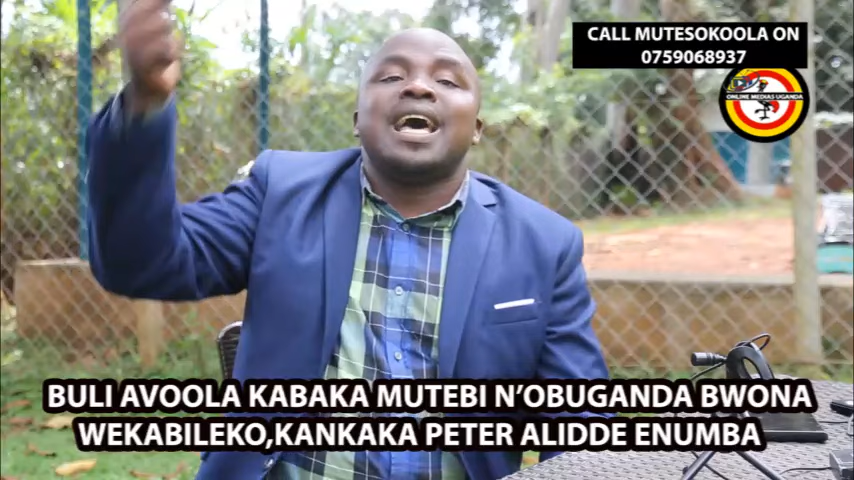 CALL MUTESOKOOLA ON
0759068937
ONLINE MEDIAS UGANDA
BULI AVOOLA KABAKA MUTEBI N'OBUGANDA BWONA
WEKABILEKO,KANKAKA PETER ALIDDE ENUMBA